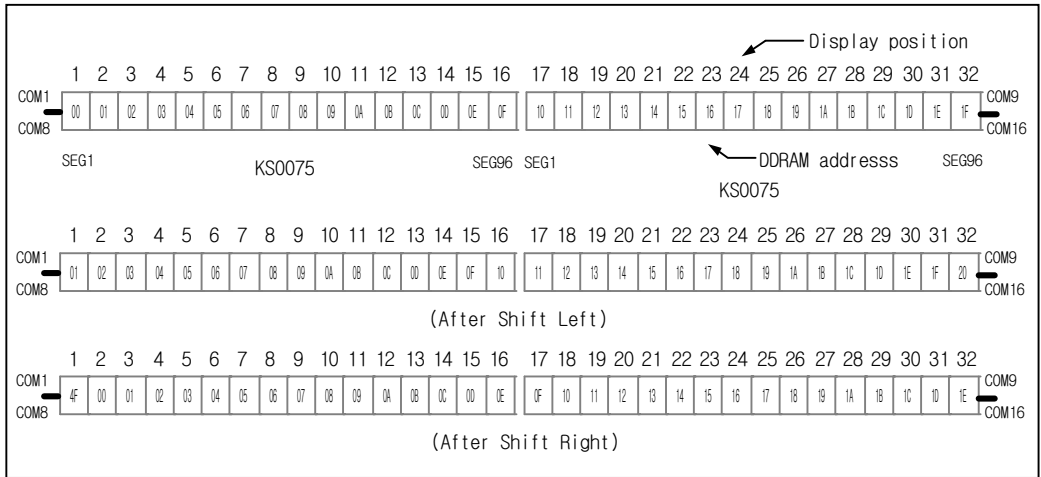 Display position
1 2 3 4 5 6 7 8 9 10 11 12 13 14 15 16 17 18 19 20 21 22 23 24 25 26 27 28 29 30 31 32
COM1 COM9
00 01 02 03 04 05 06 07 08 09 0A 0B 0C 0D 0E 0F 10 11 12 13 14 15 16 17 18 19 1A 1B 1C 1D 1E 1F
COM8 COM16
SEG1 SEG96 SEG1 DDRAM addresss SEG96
KS0075 KS0075
1 2 3 4 5 6 7 8 9 10 11 12 13 14 15 16 17 18 19 20 21 22 23 24 25 26 27 28 29 30 31 32
COM1 COM9
01 02 03 04 05 06 07 08 09 0A 0B 0C 0D 0E 0F 10 11 12 13 14 15 16 17 18 19 1A 1B 1C 1D 1E 1F 20
COM8 COM16
(After Shift Left)
1 2 3 4 5 6 7 8 9 10 11 12 13 14 15 16 17 18 19 20 21 22 23 24 25 26 27 28 29 30 31 32
COM1 COM9
4F 00 01 02 03 04 05 06 07 08 09 0A 0B 0C 0D 0E 0F 10 11 12 13 14 15 16 17 18 19 1A 1B 1C 1D 1E
COM8 COM16
(After Shift Right)